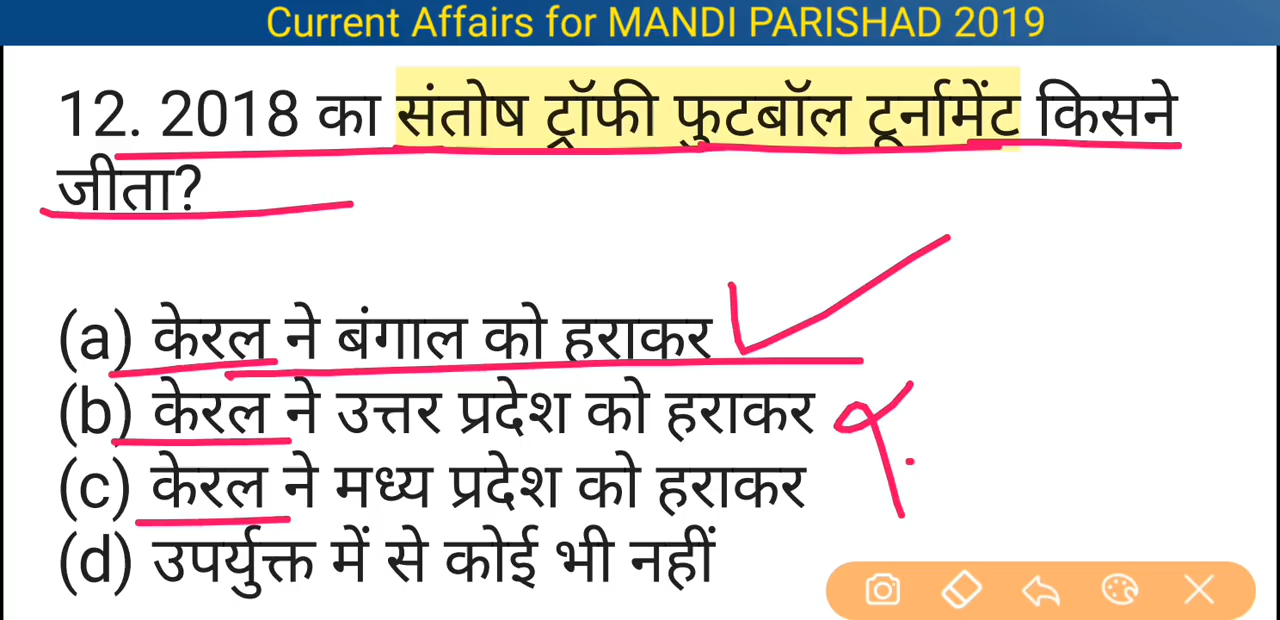 Current Affairs for MANDI PARISHAD 2019
12. 2018 का संतोष ट्रॉफी फुटबॉल टूर्नामेंट किसने
जीता?
(a) केरल ने बंगाल को हराकर
(b) केरल ने उत्तर प्रदेश को हराकर
(c) केरल ने मध्य प्रदेश को हराकर
(d) उपर्युक्त में से कोई भी नहीं